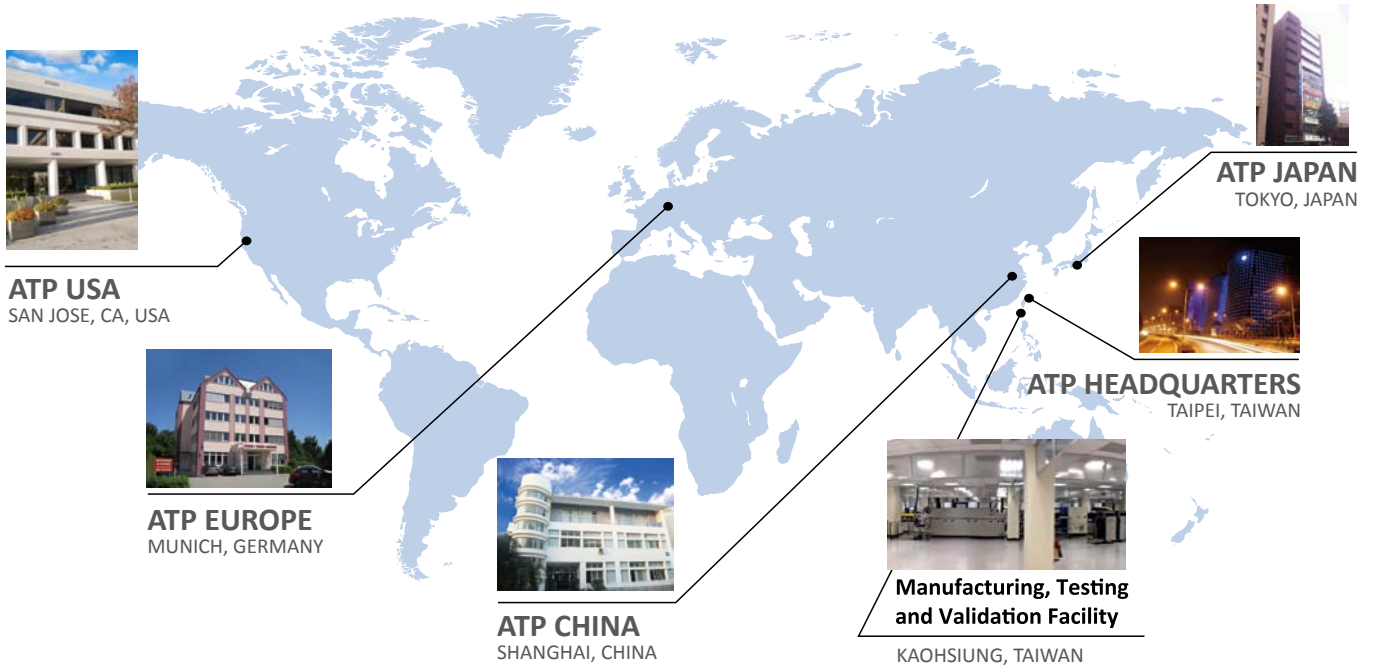 ATP JAPAN
TOKYO, JAPAN
ATP USA
SAN JOSE, CA, USA
ATP HEADQUARTERS
TAIPEI, TAIWAN
ATP EUROPE
MUNICH, GERMANY
ATP CHINA
SHANGHAI, CHINA
Manufacturing, Testing
and Validation Facility
KAOHSIUNG, TAIWAN